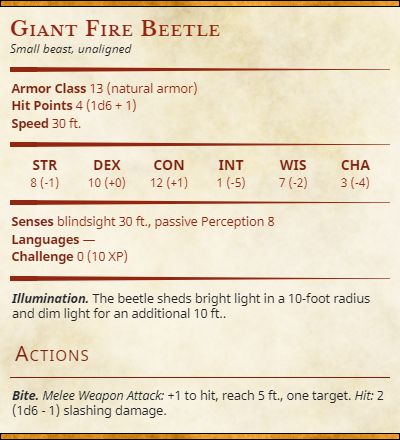 Giant Fire Beetle
Small beast, unaligned
Armor Class 13 (natural armor)
Hit Points 4 (1d6 + 1)
Speed 30 ft.
STR DEX CON INT WIS CHA
8 (-1) 10 (+0) 12 (+1) 1 (-5) 7 (-2) 3 (-4)
Senses blindsight 30 ft., passive Perception 8
Languages —
Challenge 0 (10 XP)
Illumination. The beetle sheds bright light in a 10-foot radius
and dim light for an additional 10 ft..
Actions
Bite. Melee Weapon Attack: +1 to hit, reach 5 ft., one target. Hit: 2
(1d6 - 1) slashing damage.